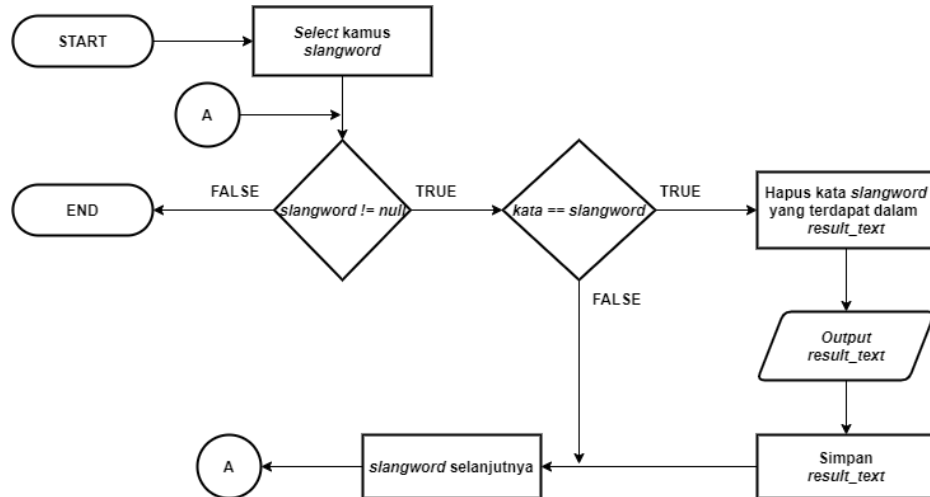 START
Select kamus
slangword
A
FALSE
TRUE
TRUE
END
slangword != null
kata == slangword
Hapus kata slangword
yang terdapat dalam
result_text
FALSE
Output
result_text
A
slangword selanjutnya
Simpan
result_text